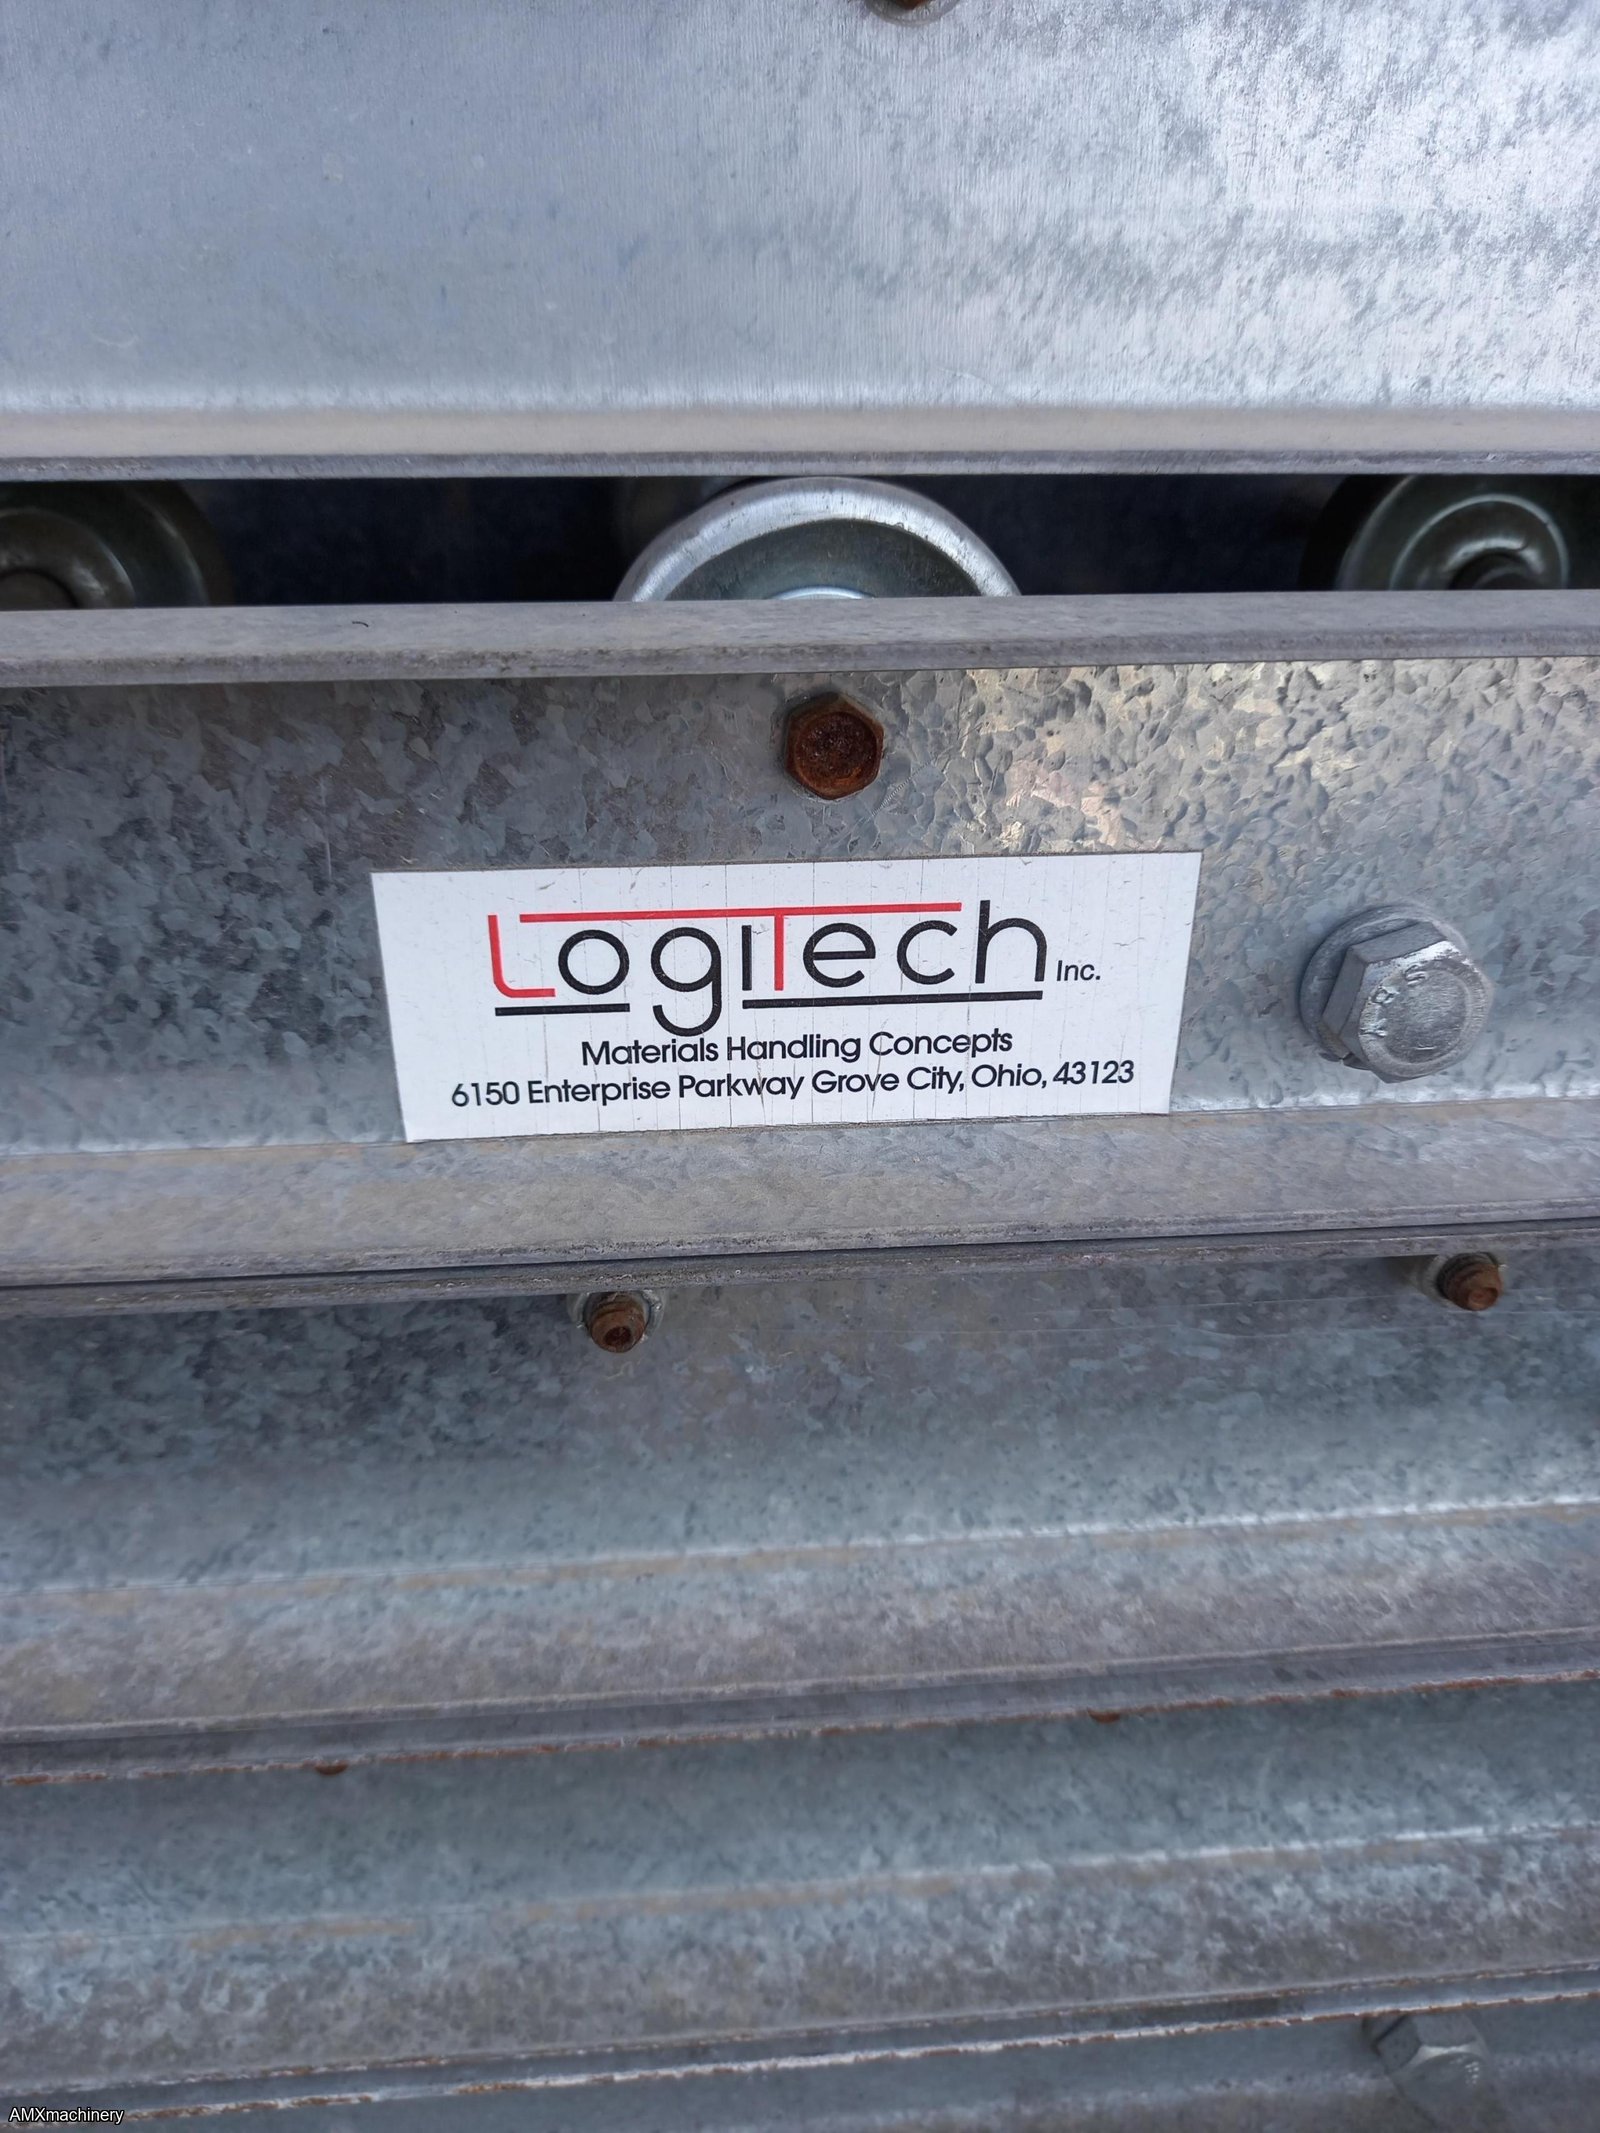 LogiTech Inc.
Materials Handling Concepts
6150 Enterprise Parkway Grove City, Ohio, 43123
AMXmachinery